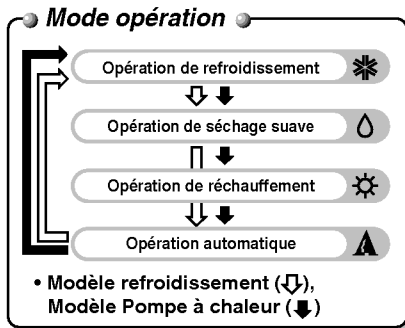 Mode opération
Opération de refroidissement
Opération de séchage suave
Opération de réchauffement
Opération automatique
• Modèle refroidissement (⇩),
Modèle Pompe à chaleur (⬇)